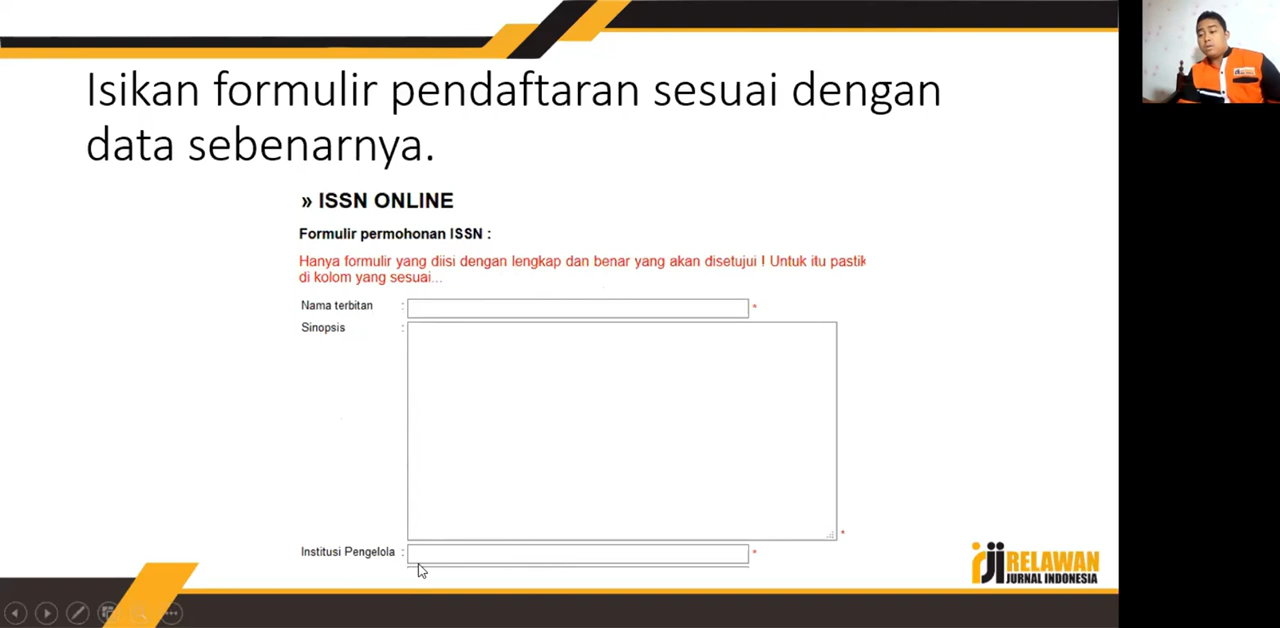 Isikan formulir pendaftaran sesuai dengan
data sebenarnya.
» ISSN ONLINE
Formulir permohonan ISSN :
Hanya formulir yang diisi dengan lengkap dan benar yang akan disetujui ! Untuk itu pastik
di kolom yang sesuai...
Nama terbitan : *
Sinopsis : *
Institusi Pengelola : *
rji RELAWAN
JURNAL INDONESIA